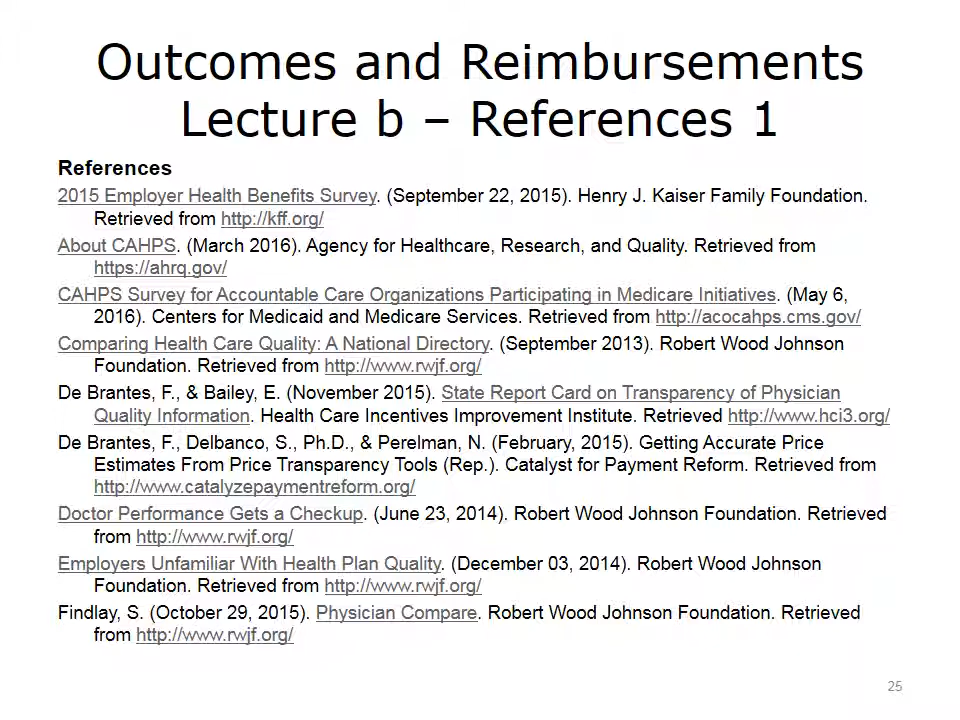 Outcomes and Reimbursements
Lecture b – References 1
References
2015 Employer Health Benefits Survey. (September 22, 2015). Henry J. Kaiser Family Foundation.
Retrieved from http://kff.org/
About CAHPS. (March 2016). Agency for Healthcare, Research, and Quality. Retrieved from
https://ahrq.gov/
CAHPS Survey for Accountable Care Organizations Participating in Medicare Initiatives. (May 6,
2016). Centers for Medicaid and Medicare Services. Retrieved from http://acocahps.cms.gov/
Comparing Health Care Quality: A National Directory. (September 2013). Robert Wood Johnson
Foundation. Retrieved from http://www.rwjf.org/
De Brantes, F., & Bailey, E. (November 2015). State Report Card on Transparency of Physician
Quality Information. Health Care Incentives Improvement Institute. Retrieved http://www.hci3.org/
De Brantes, F., Delbanco, S., Ph.D., & Perelman, N. (February, 2015). Getting Accurate Price
Estimates From Price Transparency Tools (Rep.). Catalyst for Payment Reform. Retrieved from
http://www.catalyzepaymentreform.org/
Doctor Performance Gets a Checkup. (June 23, 2014). Robert Wood Johnson Foundation. Retrieved
from http://www.rwjf.org/
Employers Unfamiliar With Health Plan Quality. (December 03, 2014). Robert Wood Johnson
Foundation. Retrieved from http://www.rwjf.org/
Findlay, S. (October 29, 2015). Physician Compare. Robert Wood Johnson Foundation. Retrieved
from http://www.rwjf.org/
25